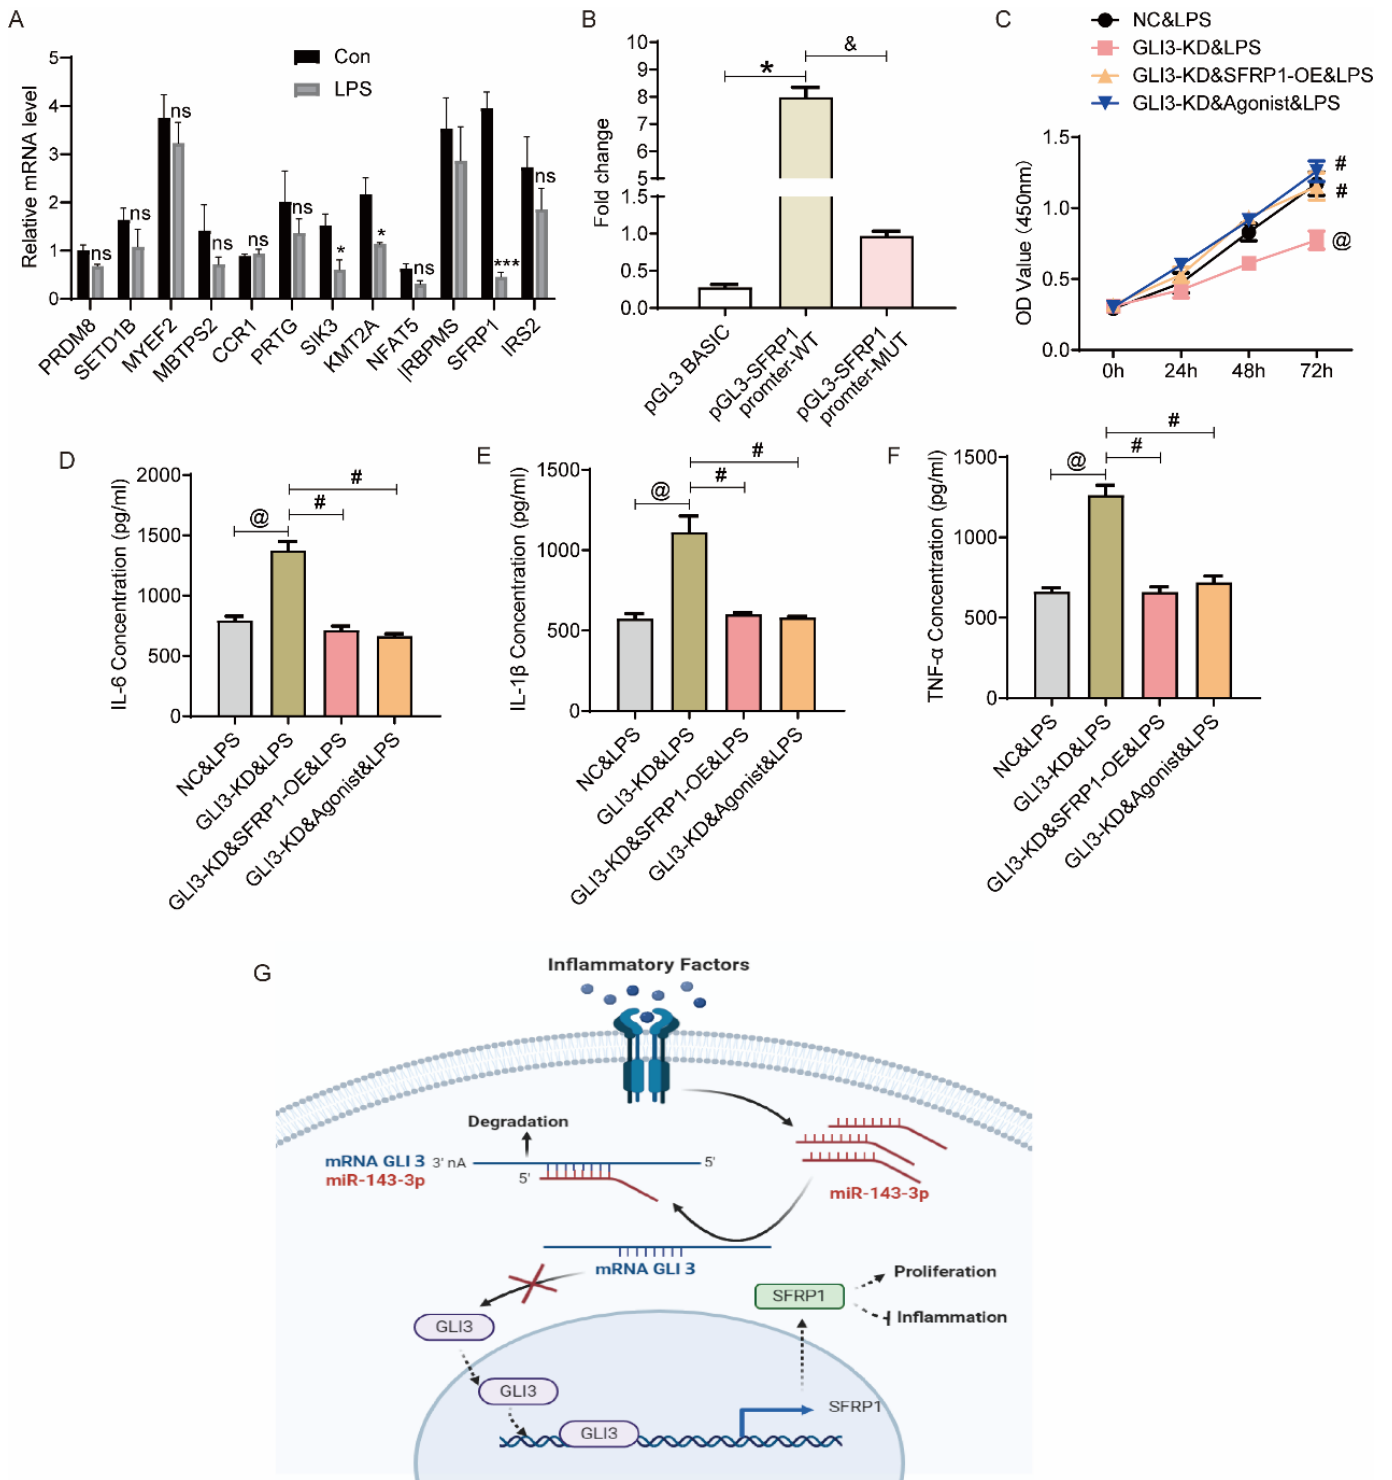 A
Con
LPS
Relative mRNA level
5
4
3
2
1
0
ns
ns
ns
ns
ns
ns
*
*
ns
***
ns
PRDM8
SETD1B
MYEF2
MBTPS2
CCR1
PRTG
SIK3
KMT2A
NFAT5
IRBPMS
SFRP1
IRS2
B
Fold change
10
9
8
7
6
5
1.5
1.0
0.5
0.0
*
&
pGL3 BASIC
pGL3-SFRP1
promter-WT
pGL3-SFRP1
promter-MUT
C
NC&LPS
GLI3-KD&LPS
GLI3-KD&SFRP1-OE&LPS
GLI3-KD&Agonist&LPS
OD Value (450nm)
1.5
1.0
0.5
0.0
#
#
@
0h
24h
48h
72h
D
IL-6 Concentration (pg/ml)
2000
1500
1000
500
0
@
#
#
NC&LPS
GLI3-KD&LPS
GLI3-KD&SFRP1-OE&LPS
GLI3-KD&Agonist&LPS
E
IL-1β Concentration (pg/ml)
1500
1000
500
0
@
#
#
NC&LPS
GLI3-KD&LPS
GLI3-KD&SFRP1-OE&LPS
GLI3-KD&Agonist&LPS
F
TNF-α Concentration (pg/ml)
1500
1000
500
0
@
#
#
NC&LPS
GLI3-KD&LPS
GLI3-KD&SFRP1-OE&LPS
GLI3-KD&Agonist&LPS
G
Inflammatory Factors
Degradation
mRNA GLI 3 3' nA 5'
miR-143-3p 5'
miR-143-3p
mRNA GLI 3
SFRP1
Proliferation
Inflammation
GLI3
GLI3
GLI3
SFRP1